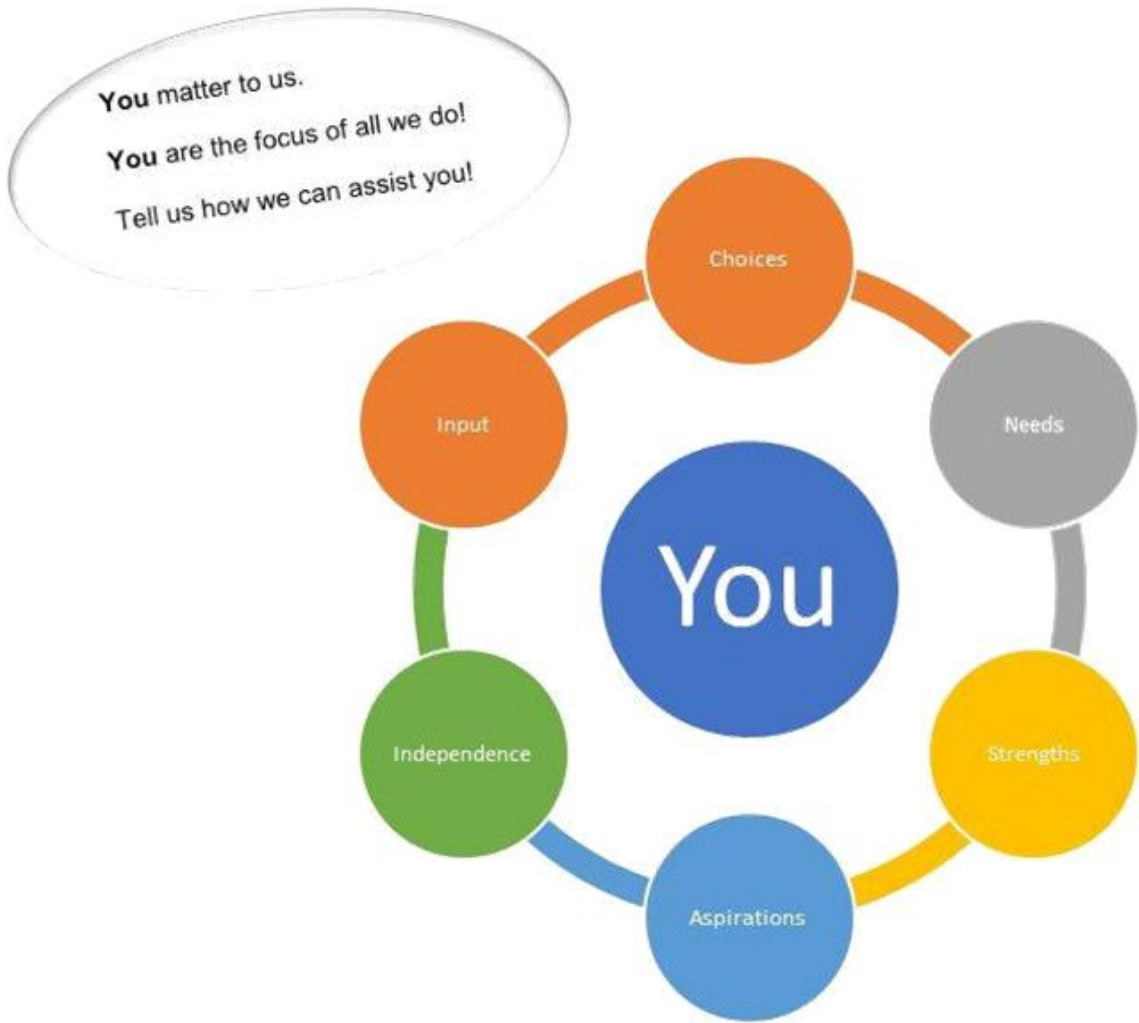 You matter to us.
You are the focus of all we do!
Tell us how we can assist you!
Choices
Input
Needs
You
Independence
Strengths
Aspirations